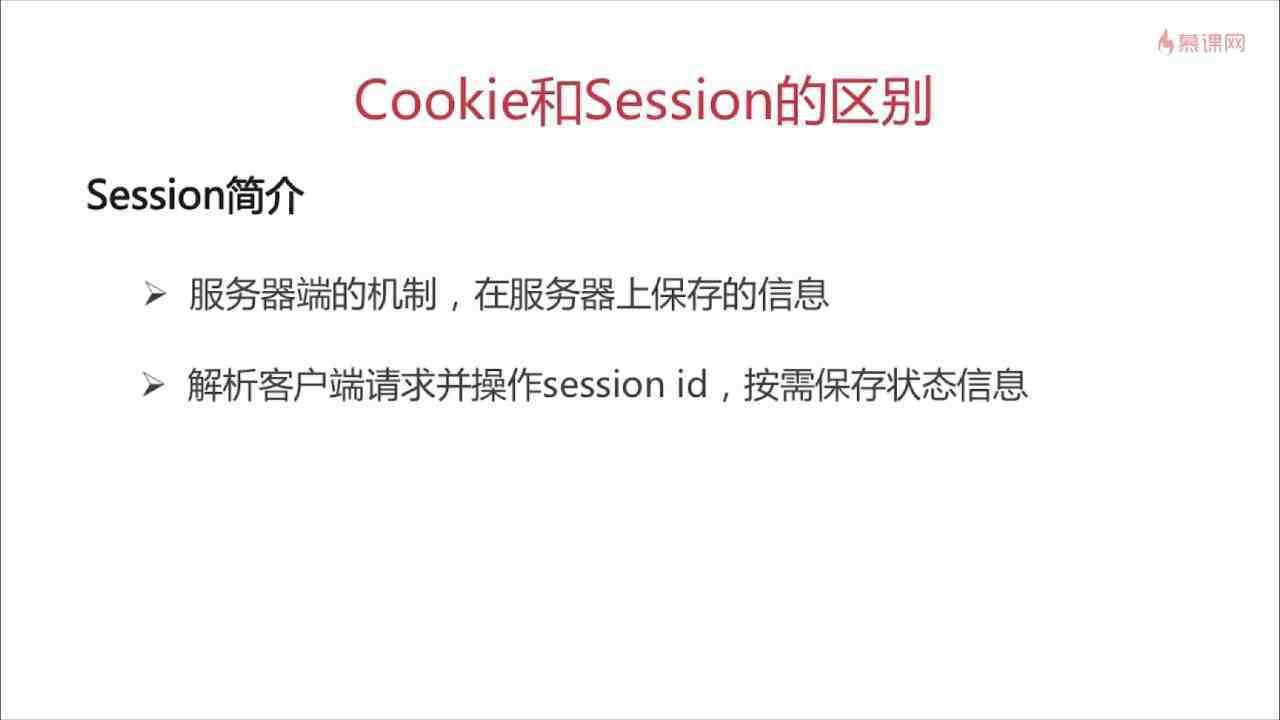 慕课网
Cookie和Session的区别
Session简介
服务器端的机制，在服务器上保存的信息
解析客户端请求并操作session id，按需保存状态信息